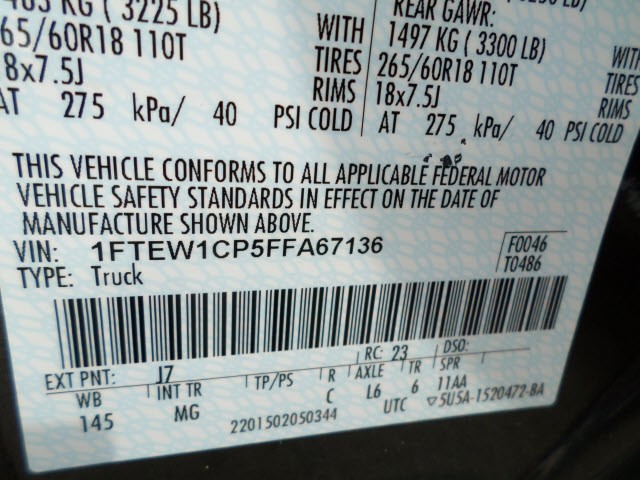 KG ( 3225 LB)
REAR GAWR:
WITH 1497 KG ( 3300 LB) WITH
65/60R18 110T TIRES 265/60R18 110T TIRES
8x7.5J RIMS 18x7.5J RIMS
AT 275 kPa/ 40 PSI COLD AT 275 kPa/ 40 PSI COLD
THIS VEHICLE CONFORMS TO ALL APPLICABLE FEDERAL MOTOR
VEHICLE SAFETY STANDARDS IN EFFECT ON THE DATE OF
MANUFACTURE SHOWN ABOVE.
VIN: 1FTEW1CP5FFA67136 F0046
TYPE: Truck T0486
EXT PNT: J7 RC: 23 DSO:
WB INT TR TP/PS R AXLE TR SPR
145 MG C L6 6 11AA
2201502050344 UTC ▽5U5A-1520472-BA